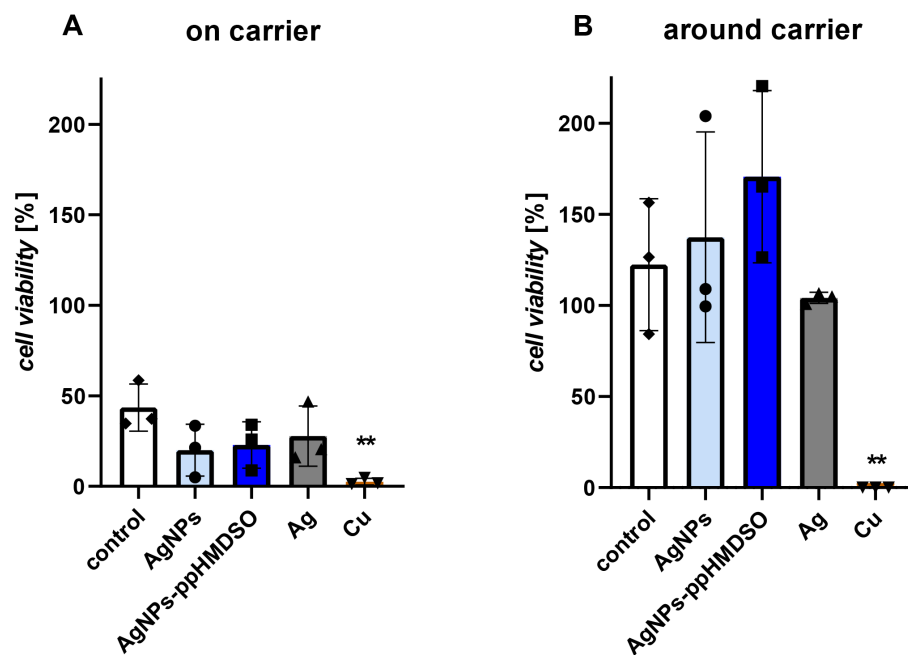 A
on carrier
cell viability [%]
200
150
100
50
0
**
control
AgNPs
AgNPs-ppHMDSO
Ag
Cu
B
around carrier
cell viability [%]
200
150
100
50
0
**
control
AgNPs
AgNPs-ppHMDSO
Ag
Cu